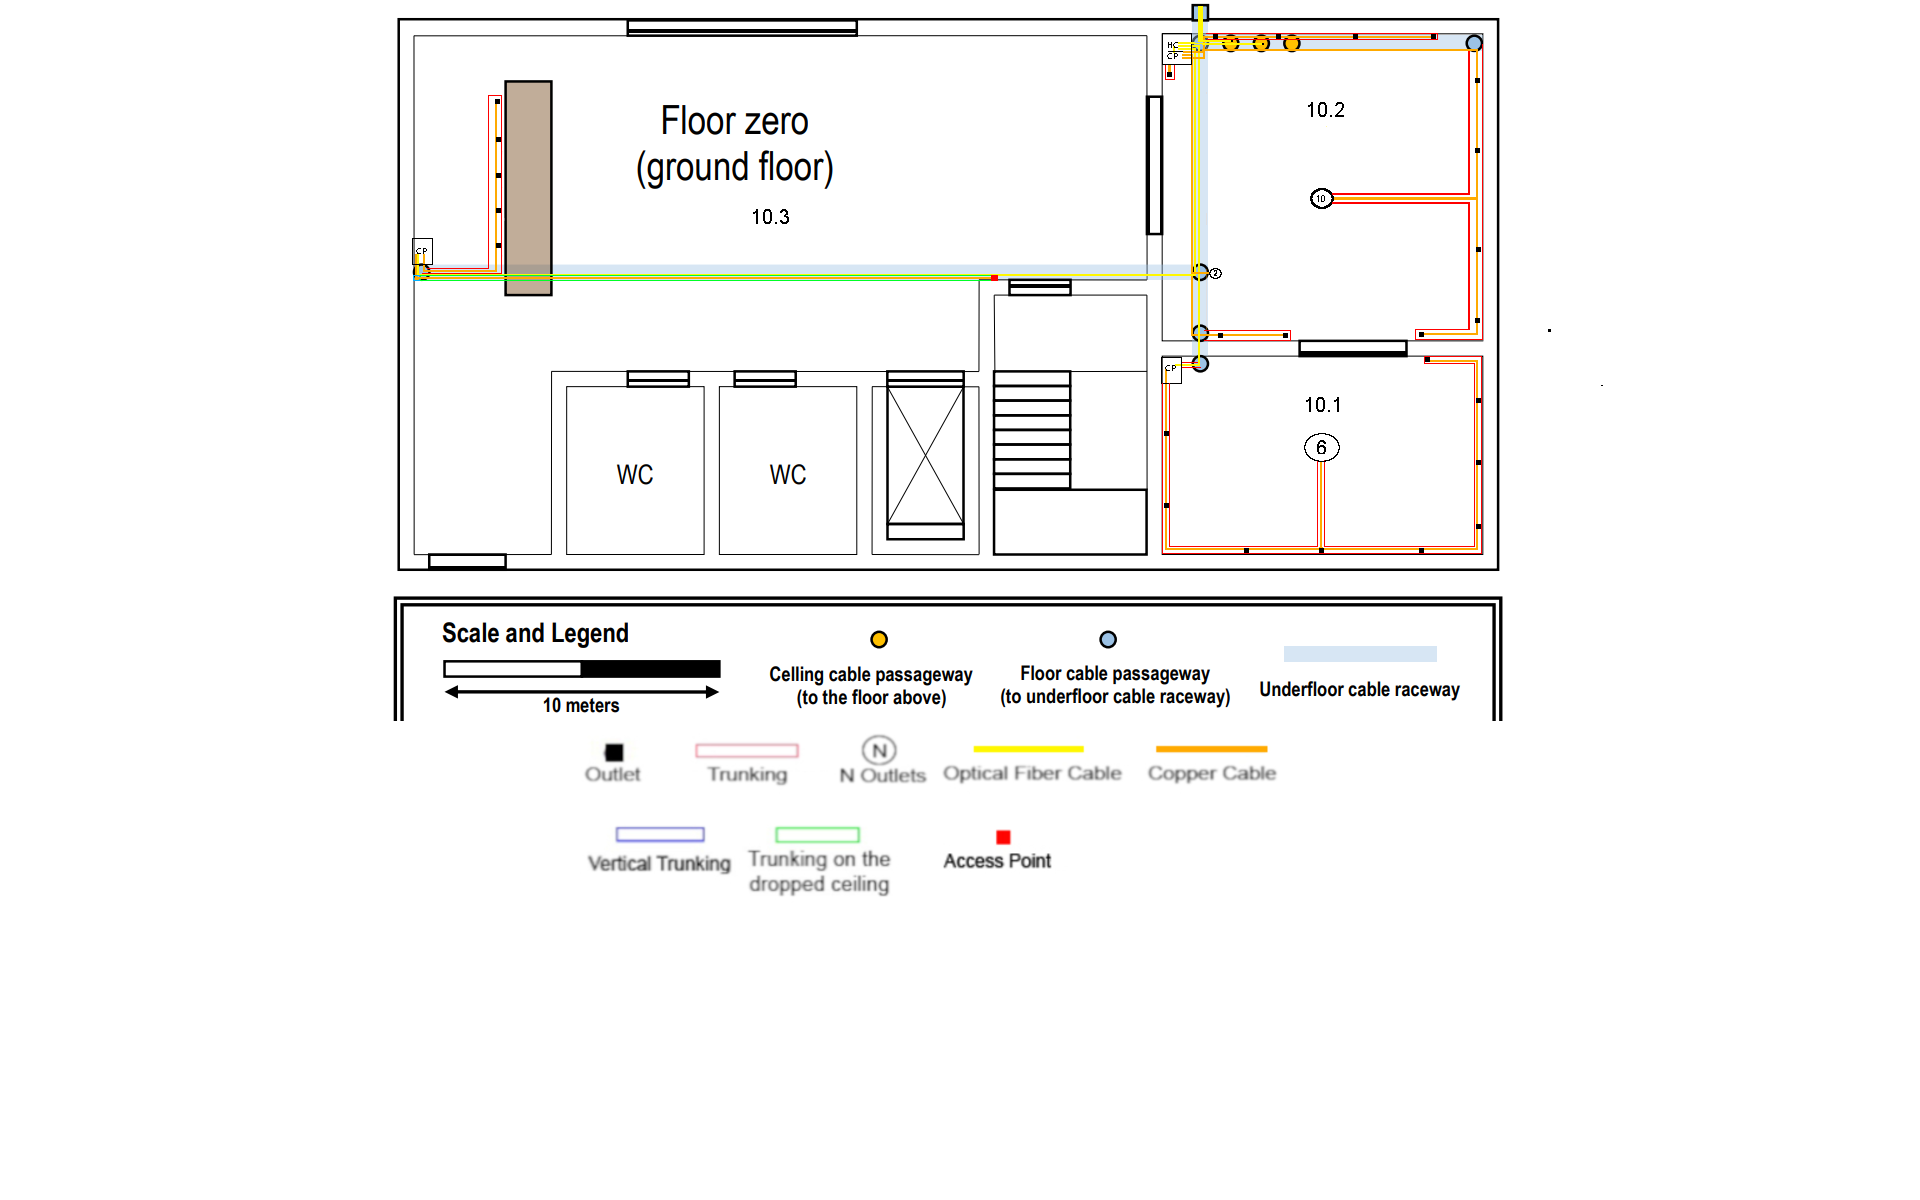 HC
CP
10.2
Floor zero
(ground floor)
10
10.3
CP
2
CP
10.1
6
WC
WC
Scale and Legend
10 meters
Celling cable passageway
(to the floor above)
Floor cable passageway
(to underfloor cable raceway)
Underfloor cable raceway
Outlet
Trunking
N
N Outlets
Optical Fiber Cable
Copper Cable
Vertical Trunking
Trunking on the
dropped ceiling
Access Point